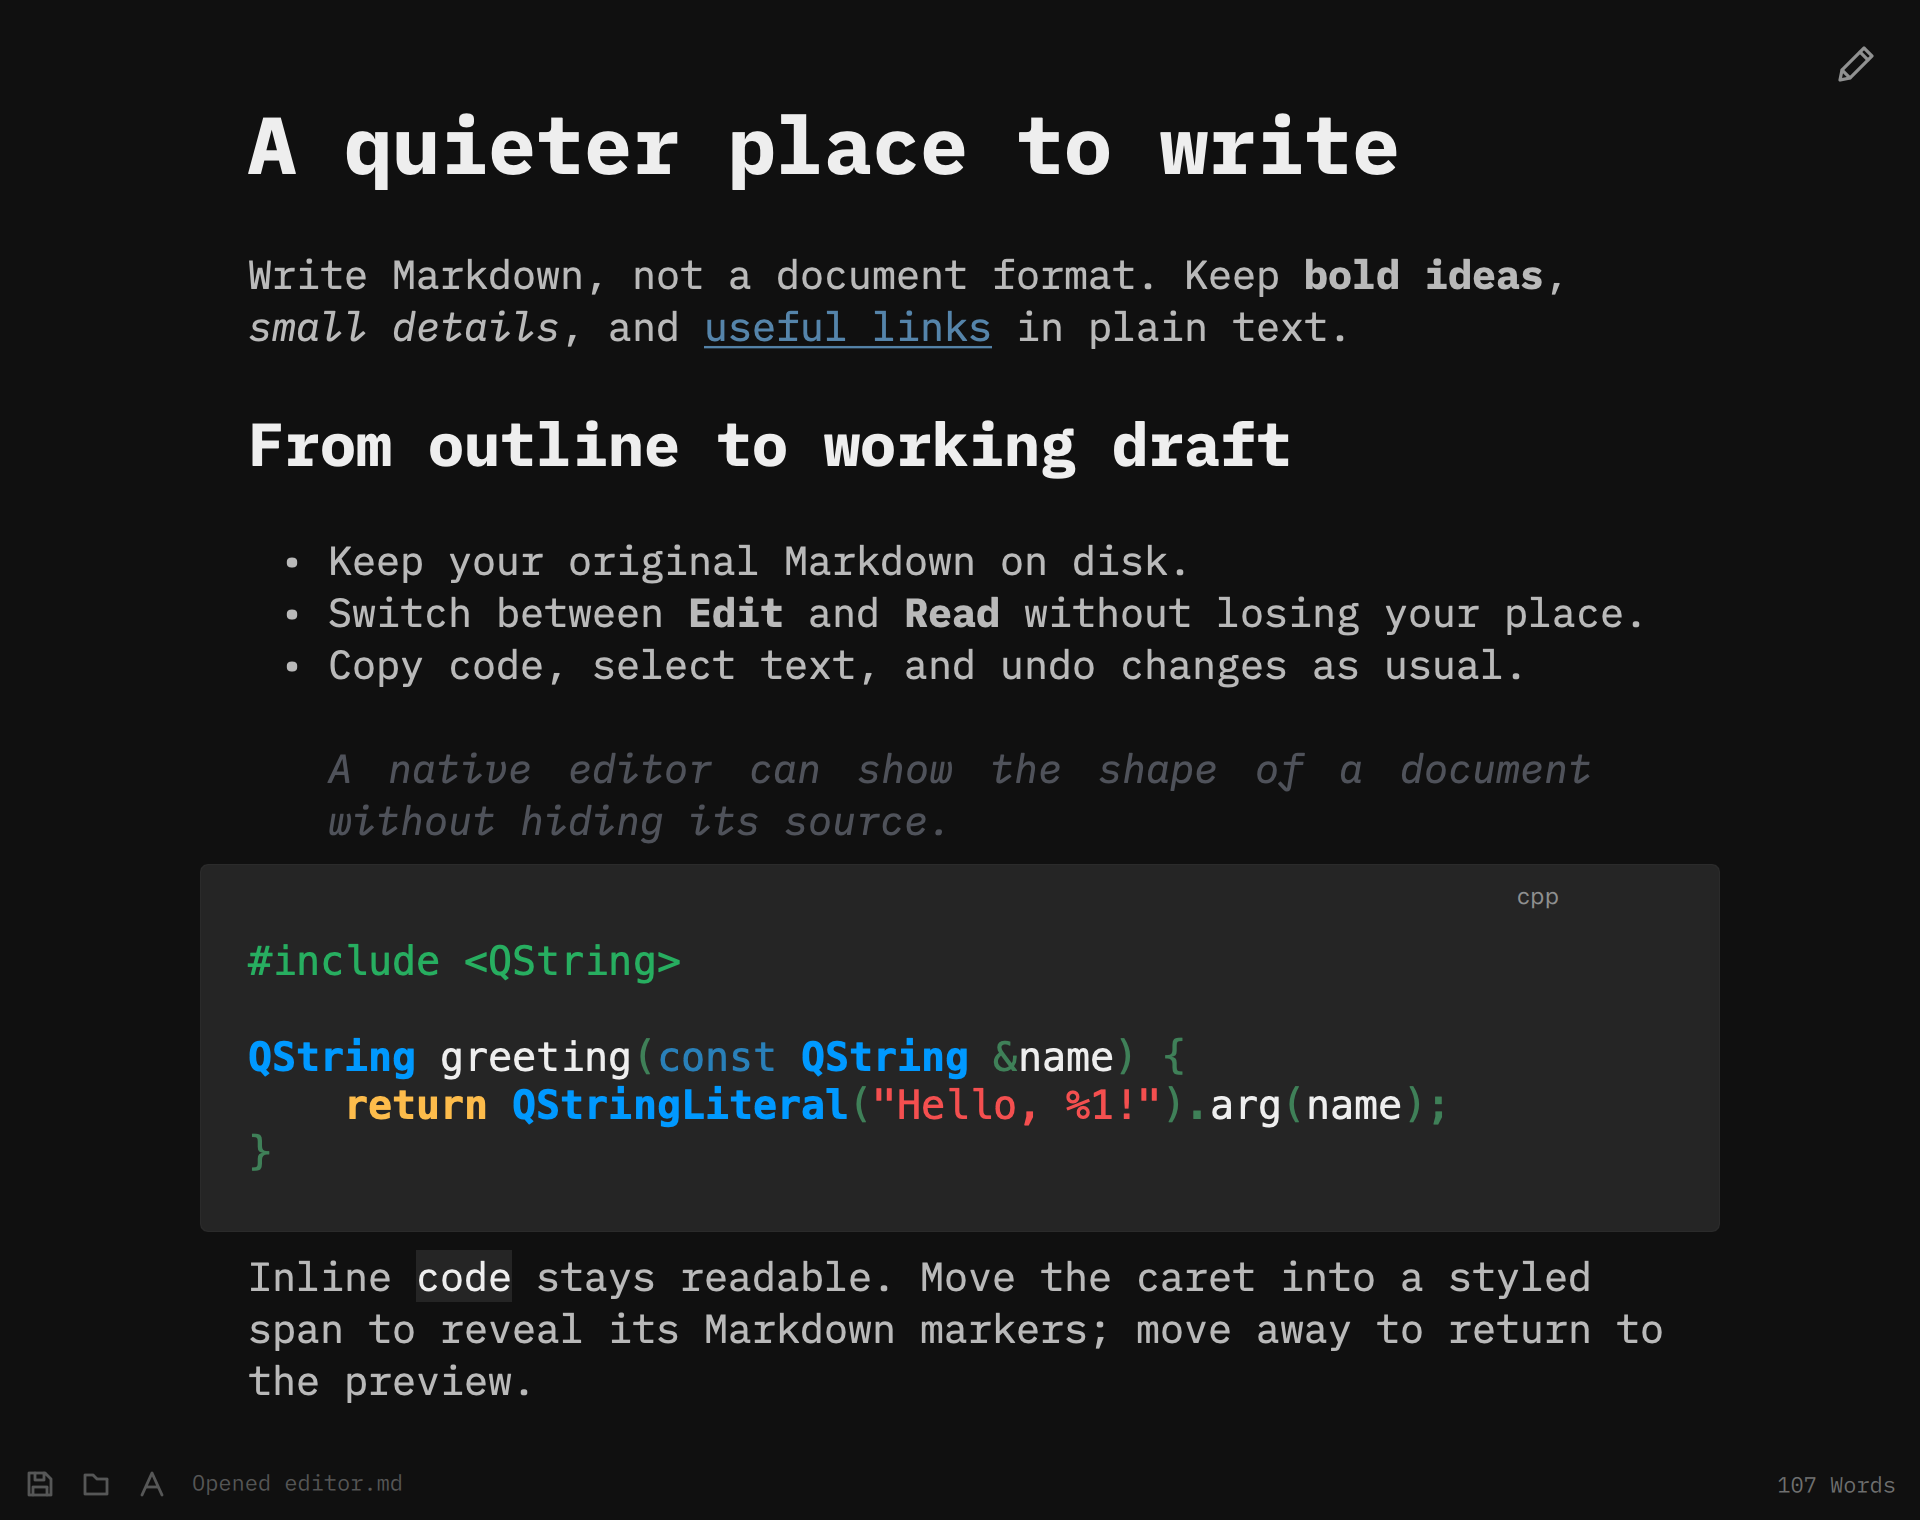 A quieter place to write
Write Markdown, not a document format. Keep bold ideas,
small details, and useful links in plain text.
From outline to working draft
• Keep your original Markdown on disk.
• Switch between Edit and Read without losing your place.
• Copy code, select text, and undo changes as usual.
A native editor can show the shape of a document
without hiding its source.
cpp
#include <QString>
QString greeting(const QString &name) {
    return QStringLiteral("Hello, %1!").arg(name);
}
Inline code stays readable. Move the caret into a styled
span to reveal its Markdown markers; move away to return to
the preview.
Opened editor.md
107 Words